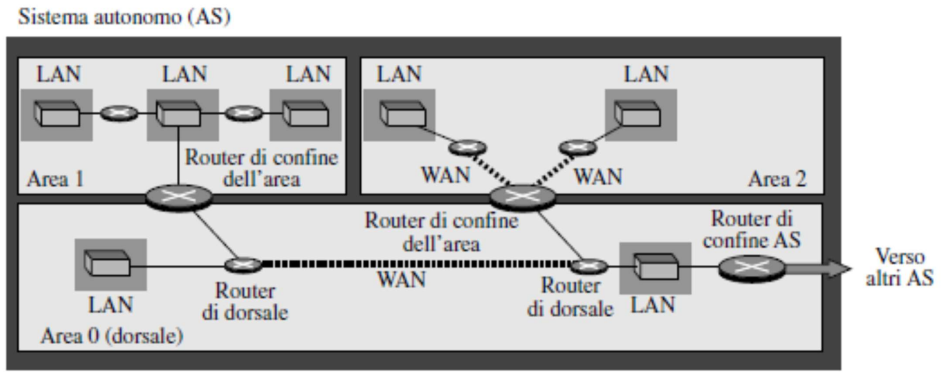 Sistema autonomo (AS)
LAN
LAN
LAN
Router di confine
dell'area
Area 1
LAN
LAN
WAN
WAN
Area 2
Router di confine
dell'area
Router di
confine AS
Verso
altri AS
LAN
Router
di dorsale
WAN
Router
di dorsale
LAN
Area 0 (dorsale)